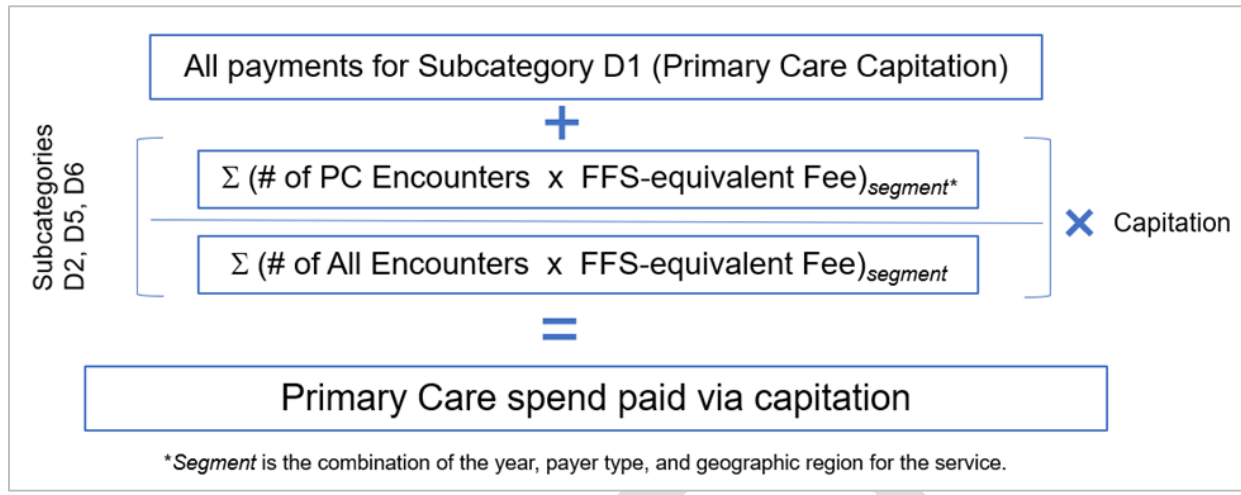 All payments for Subcategory D1 (Primary Care Capitation)
+
Subcategories
D2, D5, D6
Σ (# of PC Encounters x FFS-equivalent Fee)segment*
Σ (# of All Encounters x FFS-equivalent Fee)segment
× Capitation
=
Primary Care spend paid via capitation
*Segment is the combination of the year, payer type, and geographic region for the service.